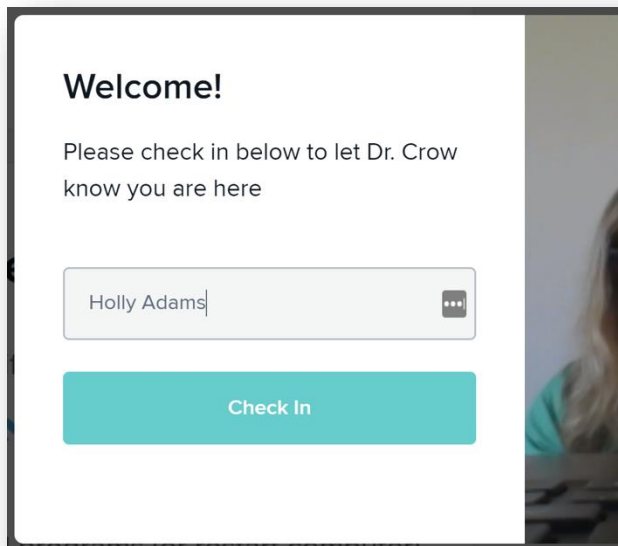 Welcome!
Please check in below to let Dr. Crow
know you are here
Holly Adams
Check In